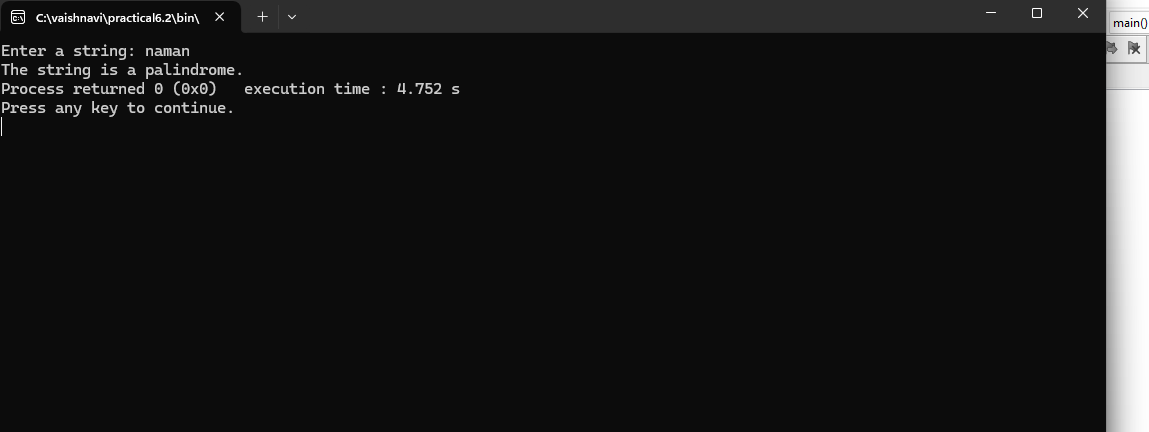 C:\vaishnavi\practical6.2\bin\
main()
Enter a string: naman
The string is a palindrome.
Process returned 0 (0x0)   execution time : 4.752 s
Press any key to continue.